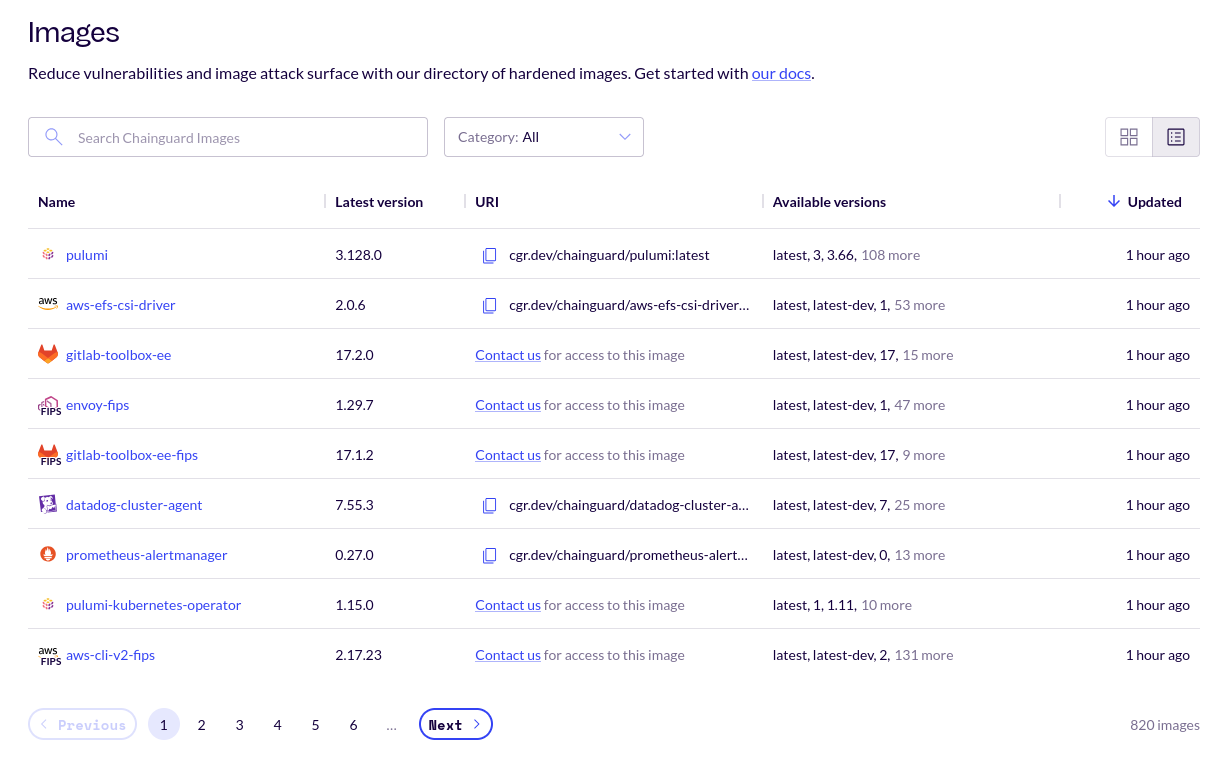 Images
Reduce vulnerabilities and image attack surface with our directory of hardened images. Get started with our docs.
Search Chainguard Images Category: All
Name Latest version URI Available versions Updated
pulumi 3.128.0 cgr.dev/chainguard/pulumi:latest latest, 3, 3.66, 108 more 1 hour ago
aws aws-efs-csi-driver 2.0.6 cgr.dev/chainguard/aws-efs-csi-driver... latest, latest-dev, 1, 53 more 1 hour ago
gitlab-toolbox-ee 17.2.0 Contact us for access to this image latest, latest-dev, 17, 15 more 1 hour ago
FIPS envoy-fips 1.29.7 Contact us for access to this image latest, latest-dev, 1, 47 more 1 hour ago
FIPS gitlab-toolbox-ee-fips 17.1.2 Contact us for access to this image latest, latest-dev, 17, 9 more 1 hour ago
datadog-cluster-agent 7.55.3 cgr.dev/chainguard/datadog-cluster-a... latest, latest-dev, 7, 25 more 1 hour ago
prometheus-alertmanager 0.27.0 cgr.dev/chainguard/prometheus-alert... latest, latest-dev, 0, 13 more 1 hour ago
pulumi-kubernetes-operator 1.15.0 Contact us for access to this image latest, 1, 1.11, 10 more 1 hour ago
aws FIPS aws-cli-v2-fips 2.17.23 Contact us for access to this image latest, latest-dev, 2, 131 more 1 hour ago
Previous 1 2 3 4 5 6 ... Next 820 images